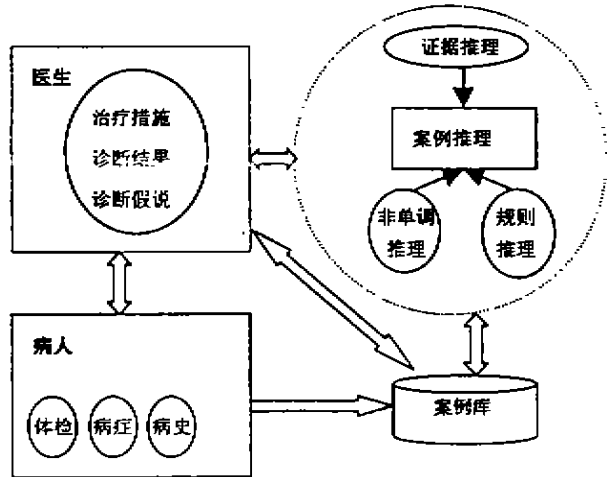 医生
治疗措施
诊断结果
诊断假说
证据推理
案例推理
非单调
推理
规则
推理
病人
体检
病症
病史
案例库